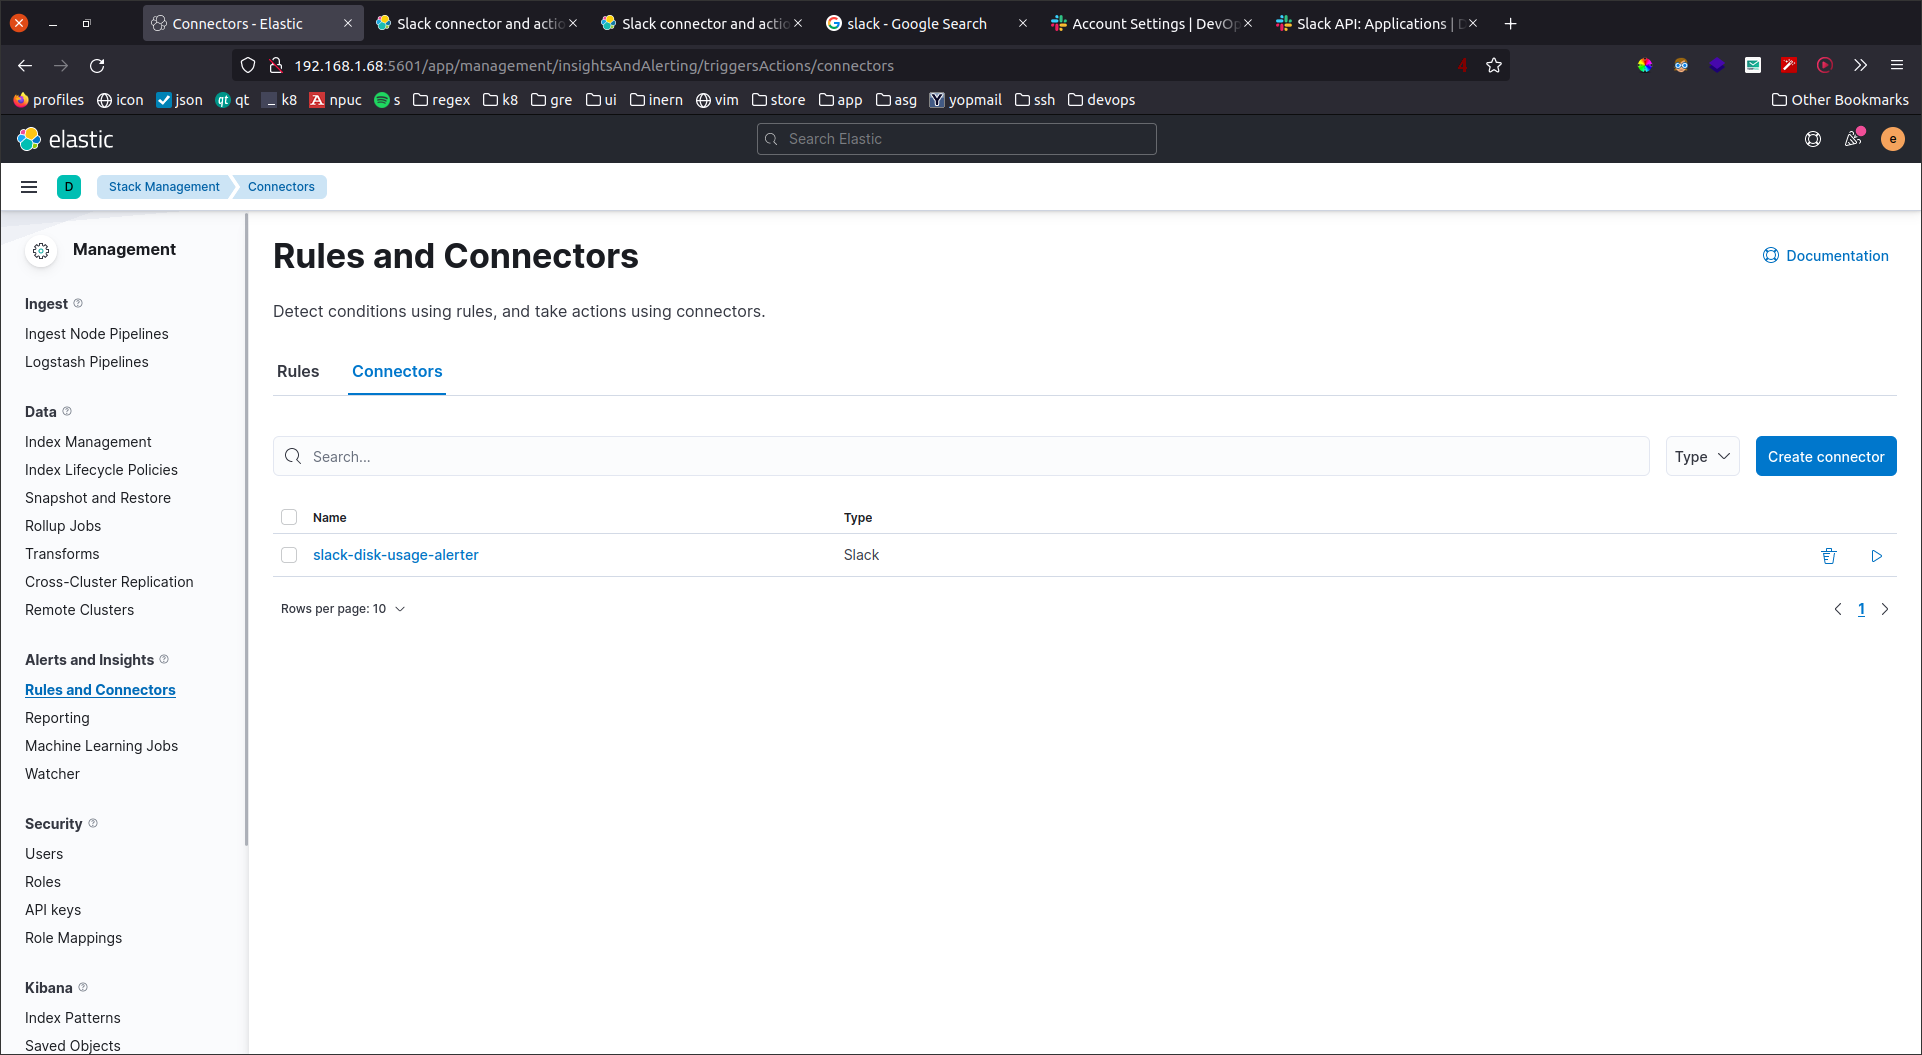 Connectors - Elastic
Slack connector and actio
Slack connector and actio
slack - Google Search
Account Settings | DevOp
Slack API: Applications | D
192.168.1.68:5601/app/management/insightsAndAlerting/triggersActions/connectors
4
profiles icon json qt qt _ k8 A npuc s regex k8 gre ui inern vim store app asg Y yopmail ssh devops Other Bookmarks
elastic
Search Elastic
e
D
Stack Management Connectors
Management
Ingest
Ingest Node Pipelines
Logstash Pipelines
Data
Index Management
Index Lifecycle Policies
Snapshot and Restore
Rollup Jobs
Transforms
Cross-Cluster Replication
Remote Clusters
Alerts and Insights
Rules and Connectors
Reporting
Machine Learning Jobs
Watcher
Security
Users
Roles
API keys
Role Mappings
Kibana
Index Patterns
Saved Objects
Rules and Connectors
Documentation
Detect conditions using rules, and take actions using connectors.
Rules Connectors
Search...
Type
Create connector
Name Type
slack-disk-usage-alerter Slack
Rows per page: 10
1